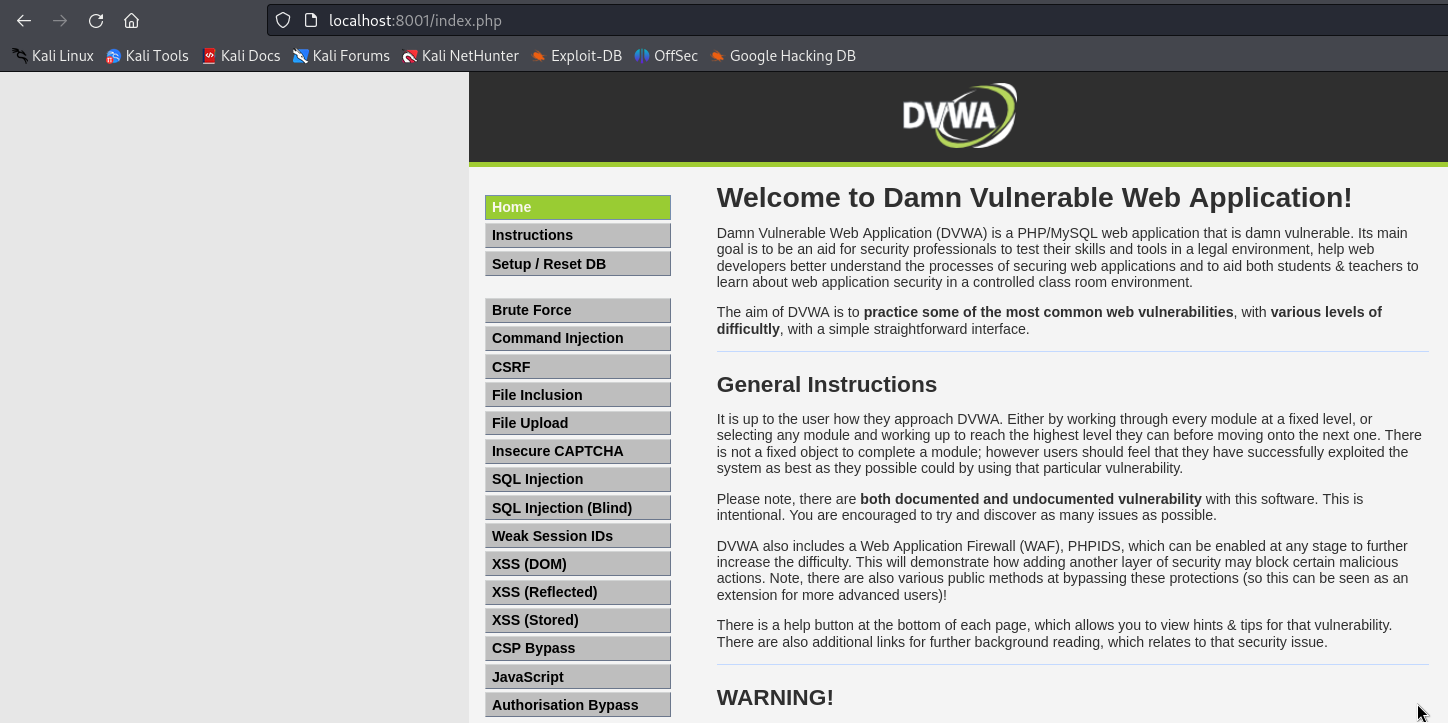 localhost:8001/index.php
Kali Linux Kali Tools Kali Docs Kali Forums Kali NetHunter Exploit-DB OffSec Google Hacking DB
DVWA
Home
Instructions
Setup / Reset DB
Brute Force
Command Injection
CSRF
File Inclusion
File Upload
Insecure CAPTCHA
SQL Injection
SQL Injection (Blind)
Weak Session IDs
XSS (DOM)
XSS (Reflected)
XSS (Stored)
CSP Bypass
JavaScript
Authorisation Bypass
Welcome to Damn Vulnerable Web Application!
Damn Vulnerable Web Application (DVWA) is a PHP/MySQL web application that is damn vulnerable. Its main
goal is to be an aid for security professionals to test their skills and tools in a legal environment, help web
developers better understand the processes of securing web applications and to aid both students & teachers to
learn about web application security in a controlled class room environment.
The aim of DVWA is to practice some of the most common web vulnerabilities, with various levels of
difficultly, with a simple straightforward interface.
General Instructions
It is up to the user how they approach DVWA. Either by working through every module at a fixed level, or
selecting any module and working up to reach the highest level they can before moving onto the next one. There
is not a fixed object to complete a module; however users should feel that they have successfully exploited the
system as best as they possible could by using that particular vulnerability.
Please note, there are both documented and undocumented vulnerability with this software. This is
intentional. You are encouraged to try and discover as many issues as possible.
DVWA also includes a Web Application Firewall (WAF), PHPIDS, which can be enabled at any stage to further
increase the difficulty. This will demonstrate how adding another layer of security may block certain malicious
actions. Note, there are also various public methods at bypassing these protections (so this can be seen as an
extension for more advanced users)!
There is a help button at the bottom of each page, which allows you to view hints & tips for that vulnerability.
There are also additional links for further background reading, which relates to that security issue.
WARNING!